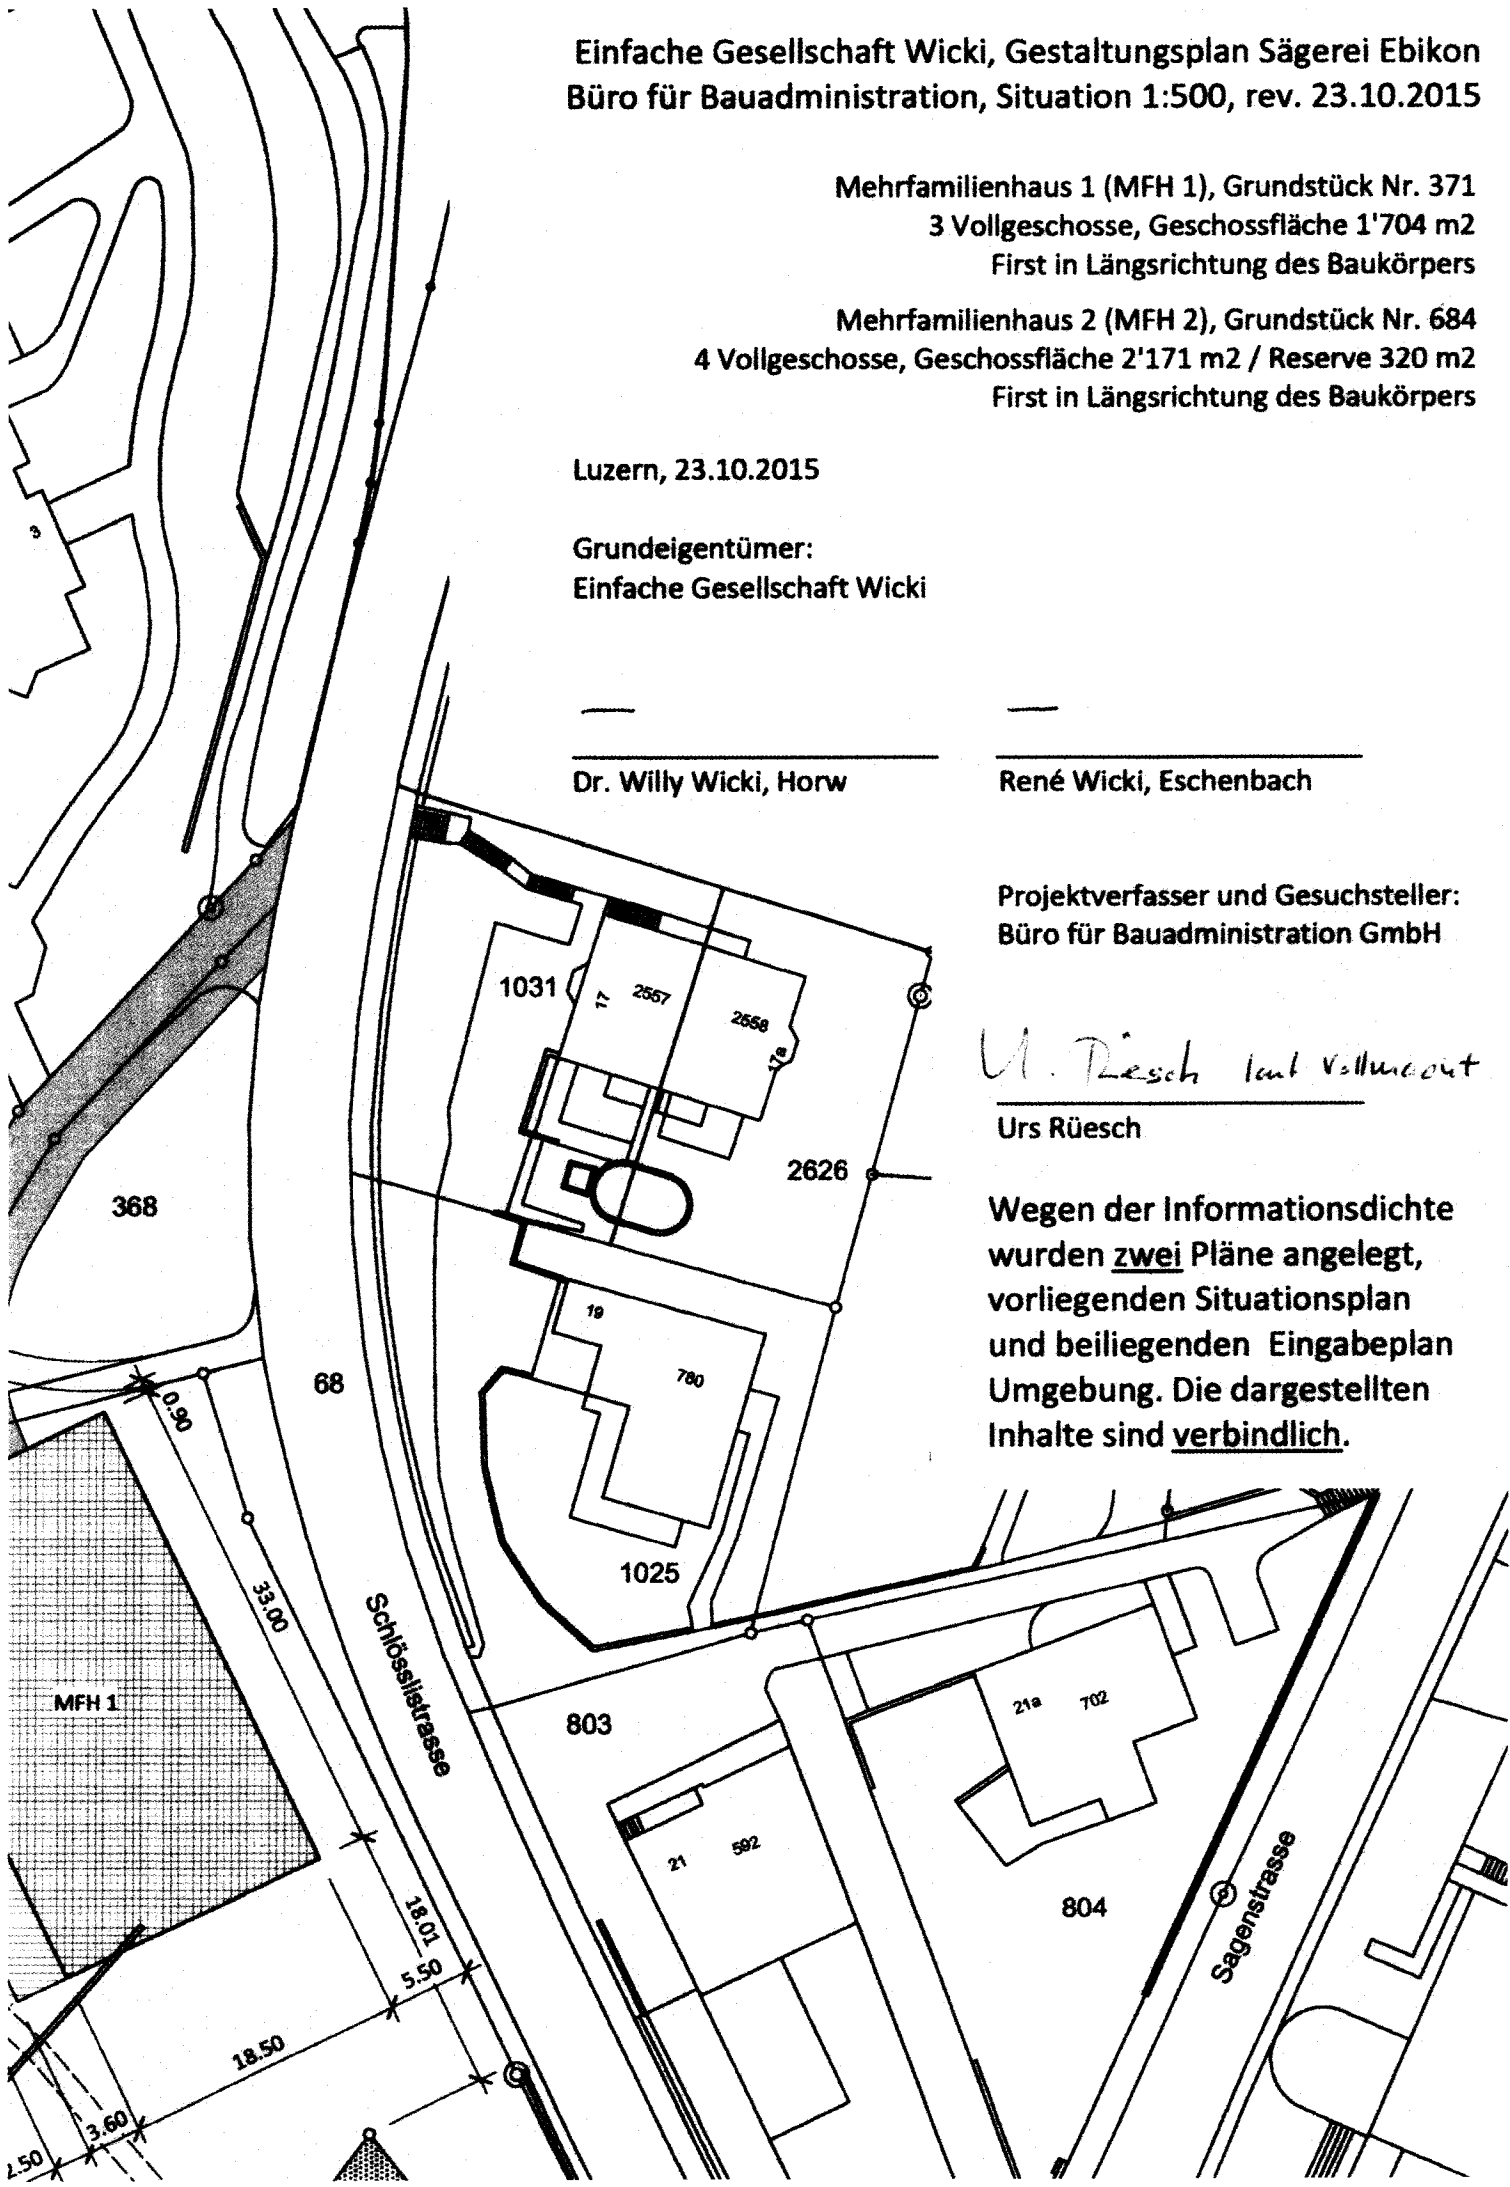 Einfache Gesellschaft Wicki, Gestaltungsplan Sägerei Ebikon
Büro für Bauadministration, Situation 1:500, rev. 23.10.2015
Mehrfamilienhaus 1 (MFH 1), Grundstück Nr. 371
3 Vollgeschosse, Geschossfläche 1'704 m2
First in Längsrichtung des Baukörpers
Mehrfamilienhaus 2 (MFH 2), Grundstück Nr. 684
4 Vollgeschosse, Geschossfläche 2'171 m2 / Reserve 320 m2
First in Längsrichtung des Baukörpers
Luzern, 23.10.2015
Grundeigentümer:
Einfache Gesellschaft Wicki
Dr. Willy Wicki, Horw
René Wicki, Eschenbach
Projektverfasser und Gesuchsteller:
Büro für Bauadministration GmbH
U. Rüesch laut Vollmacht
Urs Rüesch
Wegen der Informationsdichte
wurden zwei Pläne angelegt,
vorliegenden Situationsplan
und beiliegenden Eingabeplan
Umgebung. Die dargestellten
Inhalte sind verbindlich.
3
1031
17
2557
2558
17a
2626
368
19
760
68
0.90
1025
33.00
Schlösslistrasse
MFH 1
803
21a
702
21
592
804
Sagenstrasse
18.01
5.50
18.50
3.60
2.50